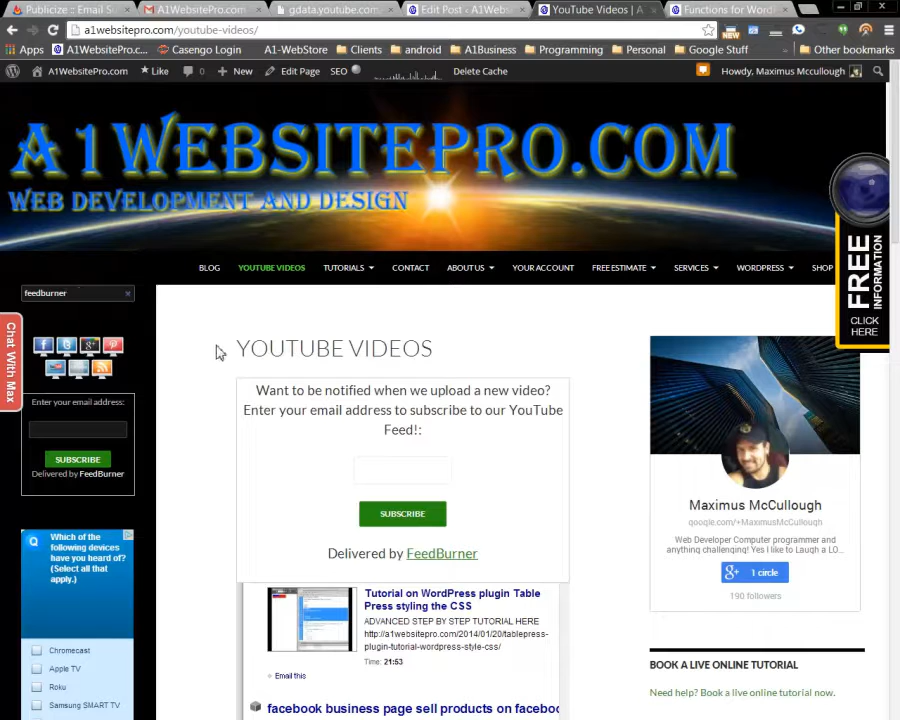 Publicize :: Email S
Gmail A1WebsitePro.com
gdata.youtube.com
Edit Post ‹ A1Webs
YouTube Videos | A
Functions for Word
a1websitepro.com/youtube-videos/
Apps
A1WebsitePro.c...
Casengo Login
A1-WebStore
Clients
android
A1Business
Programming
Personal
Google Stuff
Other bookmarks
A1WebsitePro.com
Like
0
New
Edit Page
SEO
Delete Cache
Howdy, Maximus Mccullough
A1WEBSITEPRO.COM
WEB DEVELOPMENT AND DESIGN
BLOG
YOUTUBE VIDEOS
TUTORIALS
CONTACT
ABOUT US
YOUR ACCOUNT
FREE ESTIMATE
SERVICES
WORDPRESS
SHOP
FREE
INFORMATION
CLICK
HERE
feedburner
Chat With Max
Enter your email address:
SUBSCRIBE
Delivered by FeedBurner
Which of the
following devices
have you heard of?
(Select all that
apply.)
Chromecast
Apple TV
Roku
Samsung SMART TV
YOUTUBE VIDEOS
Want to be notified when we upload a new video?
Enter your email address to subscribe to our YouTube
Feed!:
SUBSCRIBE
Delivered by FeedBurner
Tutorial on WordPress plugin Table
Press styling the CSS
ADVANCED STEP BY STEP TUTORIAL HERE
http://a1websitepro.com/2014/01/20/tablepress-
plugin-tutorial-wordpress-style-css/
Time: 21:53
Email this
facebook business page sell products on faceboo
Maximus McCullough
google.com/+MaximusMcCullough
Web Developer Computer programmer and
anything challenging! Yes I like to Laugh a LO...
g+ 1 circle
190 followers
BOOK A LIVE ONLINE TUTORIAL
Need help? Book a live online tutorial now.